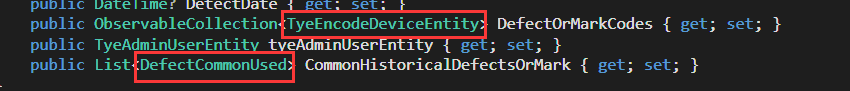 public DateTime? DetectDate { get; set; }
public ObservableCollection<TyeEncodeDeviceEntity> DefectOrMarkCodes { get; set; }
public TyeAdminUserEntity tyeAdminUserEntity { get; set; }
public List<DefectCommonUsed> CommonHistoricalDefectsOrMark { get; set; }